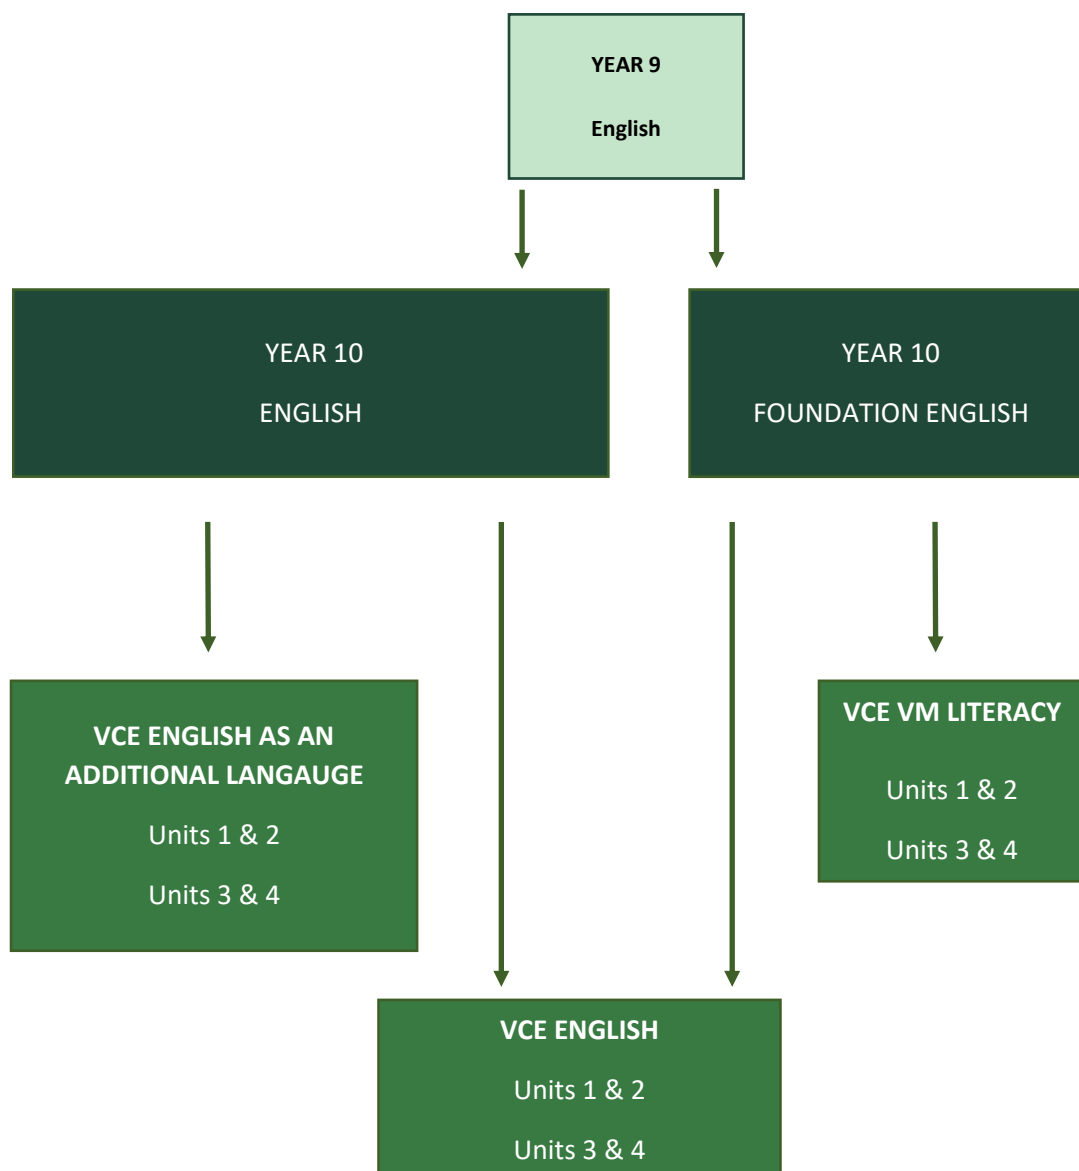 YEAR 9
English
YEAR 10
ENGLISH
YEAR 10
FOUNDATION ENGLISH
VCE ENGLISH AS AN
ADDITIONAL LANGAUGE
Units 1 & 2
Units 3 & 4
VCE VM LITERACY
Units 1 & 2
Units 3 & 4
VCE ENGLISH
Units 1 & 2
Units 3 & 4